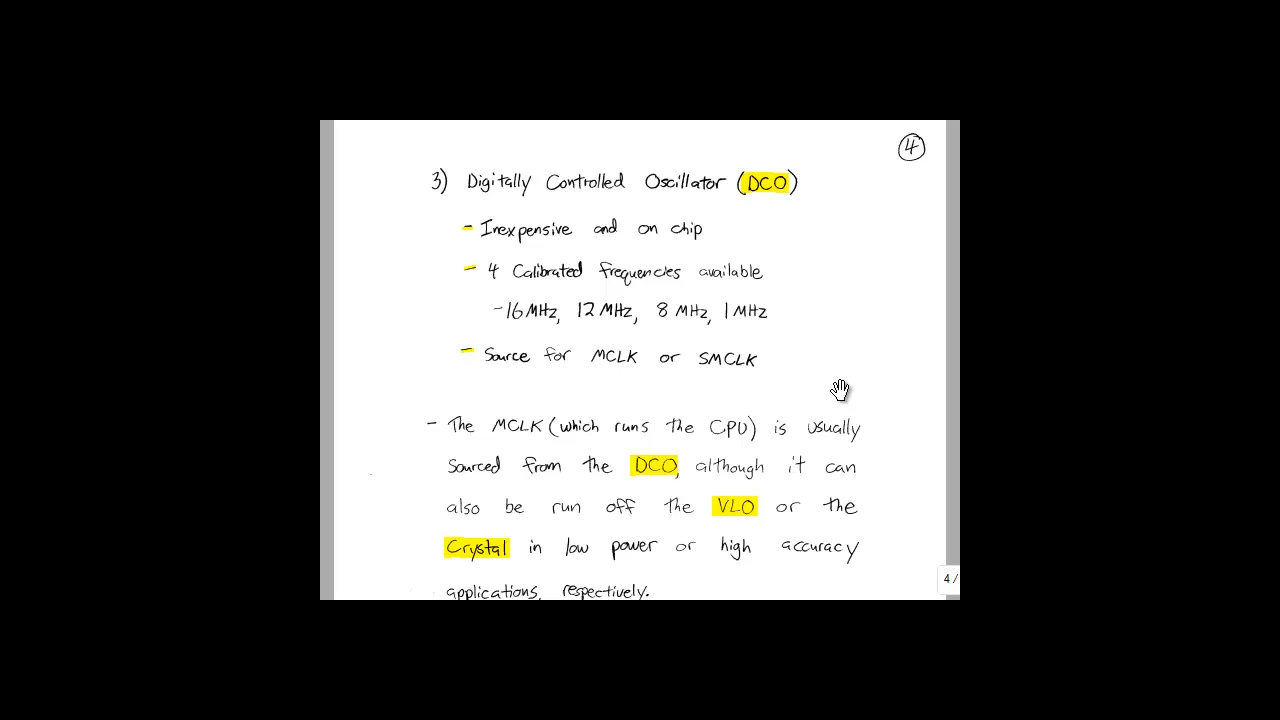 4
3) Digitally Controlled Oscillator (DCO)
- Inexpensive and on chip
- 4 Calibrated frequencies available
- 16 MHz, 12 MHz, 8 MHz, 1 MHz
- Source for MCLK or SMCLK
- The MCLK (which runs the CPU) is usually
sourced from the DCO, although it can
also be run off the VLO or the
Crystal in low power or high accuracy
4 /
applications, respectively.